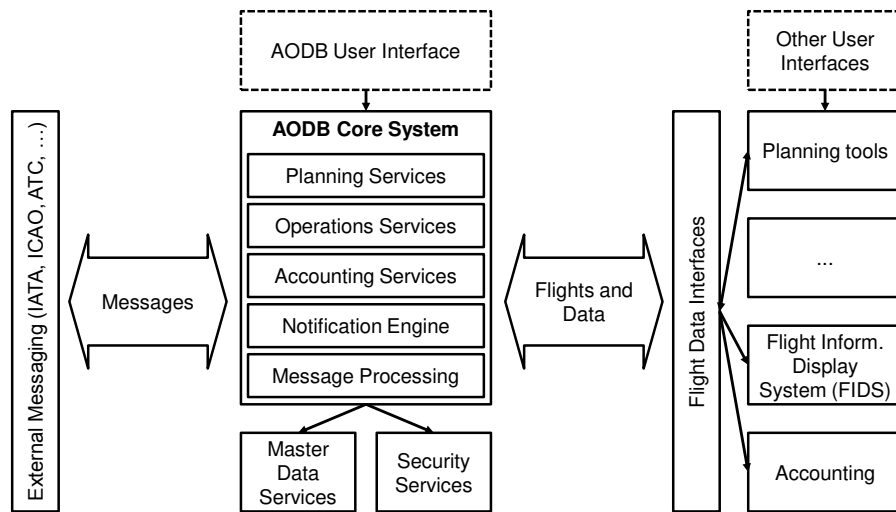 AODB User Interface
Other User
Interfaces
External Messaging (IATA, ICAO, ATC, …)
Messages
AODB Core System
Planning Services
Operations Services
Accounting Services
Notification Engine
Message Processing
Master
Data
Services
Security
Services
Flights and
Data
Flight Data Interfaces
Planning tools
...
Flight Inform.
Display
System (FIDS)
Accounting